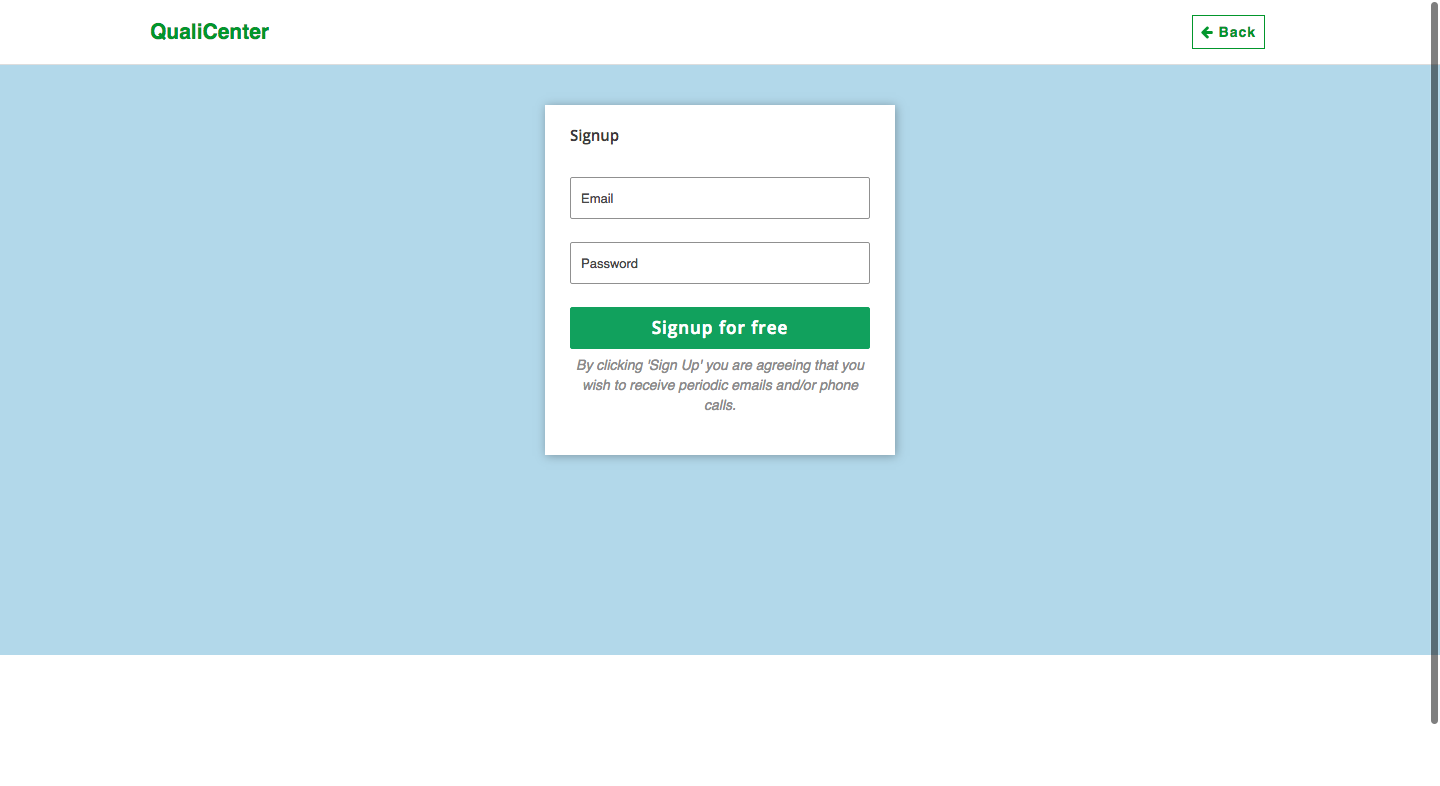 QualiCenter
Back
Signup
Email
Password
Signup for free
By clicking 'Sign Up' you are agreeing that you
wish to receive periodic emails and/or phone
calls.